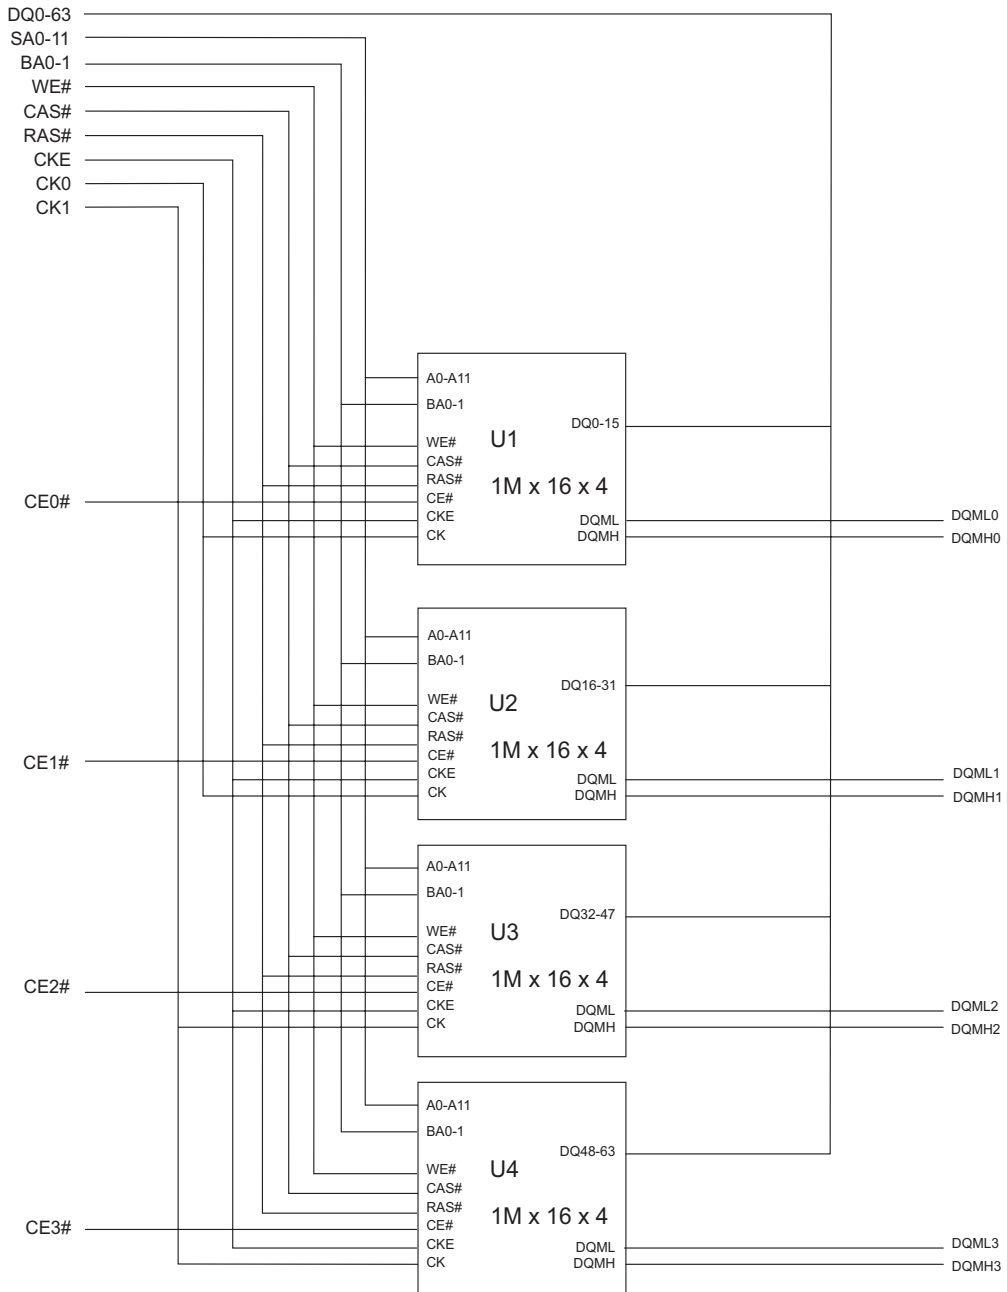 DQ0-63
SA0-11
BA0-1
WE#
CAS#
RAS#
CKE
CK0
CK1
A0-A11
BA0-1
DQ0-15
U1
WE#
CAS#
RAS#
1M x 16 x 4
CE0#
CE#
CKE
DQML
DQML0
CK
DQMH
DQMH0
A0-A11
BA0-1
DQ16-31
U2
WE#
CAS#
RAS#
1M x 16 x 4
CE1#
CE#
CKE
DQML
DQML1
CK
DQMH
DQMH1
A0-A11
BA0-1
DQ32-47
U3
WE#
CAS#
RAS#
1M x 16 x 4
CE2#
CE#
CKE
DQML
DQML2
CK
DQMH
DQMH2
A0-A11
BA0-1
DQ48-63
U4
WE#
CAS#
RAS#
1M x 16 x 4
CE3#
CE#
CKE
DQML
DQML3
CK
DQMH
DQMH3